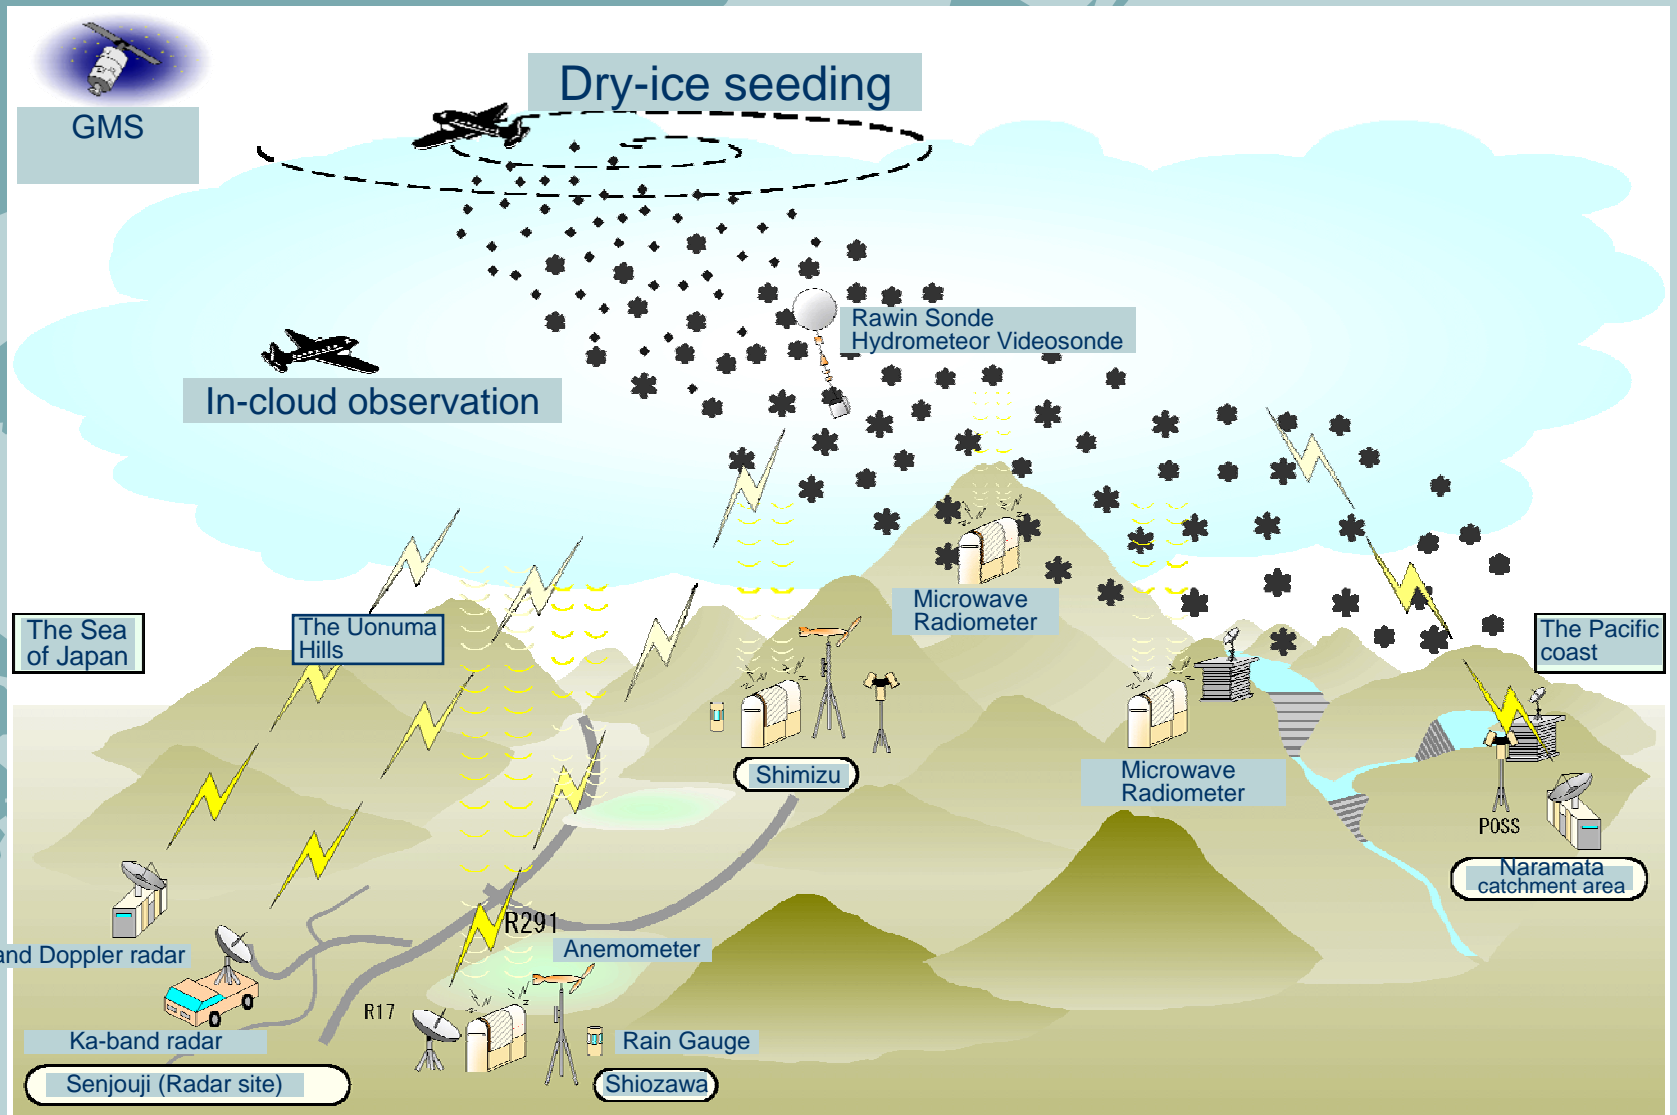 Dry-ice seeding
GMS
Rawin Sonde
Hydrometeor Videosonde
In-cloud observation
Microwave
Radiometer
The Sea
of Japan
The Uonuma
Hills
The Pacific
coast
Shimizu
Microwave
Radiometer
POSS
Naramata
catchment area
R291
Anemometer
and Doppler radar
R17
Ka-band radar
Rain Gauge
Senjouji (Radar site)
Shiozawa